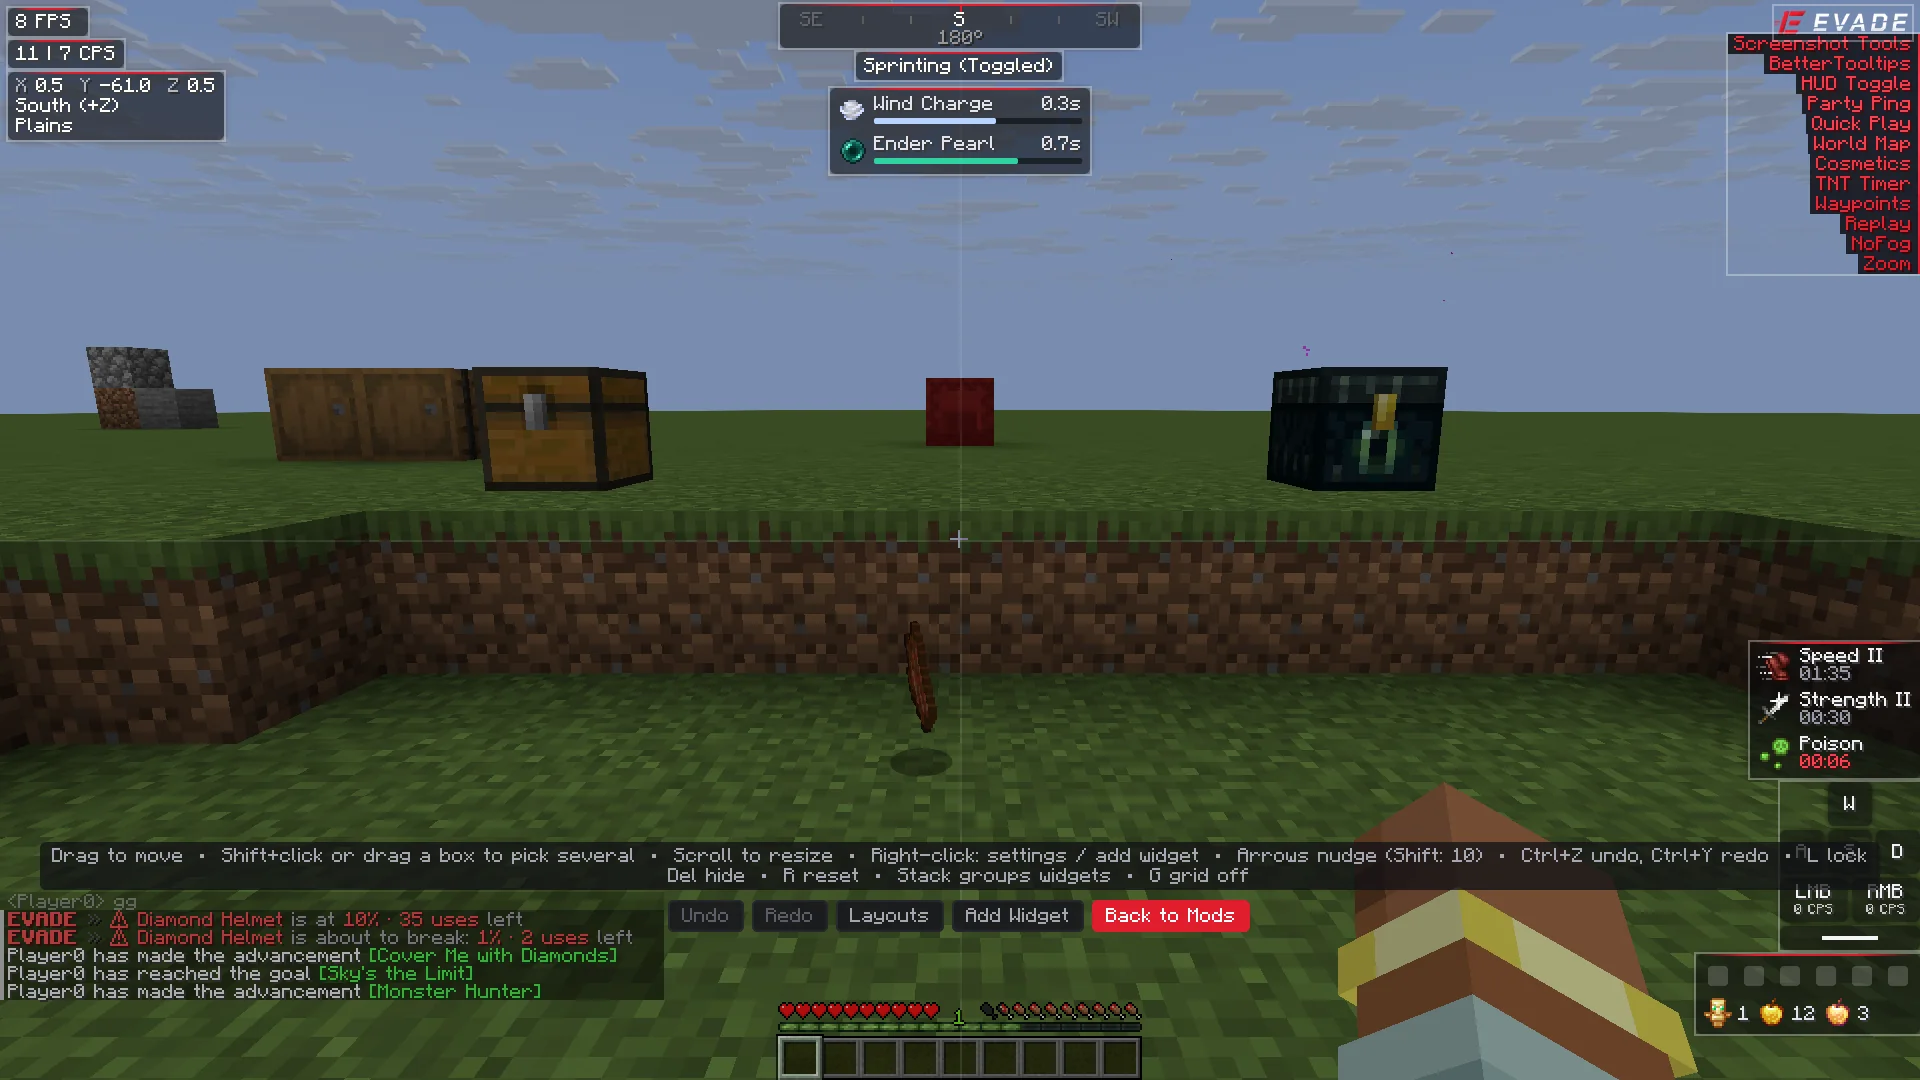 8 FPS
11 | 7 CPS
X 0.5 Y -61.0 Z 0.5
South (+Z)
Plains
SE S SW
180°
Sprinting (Toggled)
Wind Charge 0.3s
Ender Pearl 0.7s
EVADE
Screenshot Tools
BetterTooltips
HUD Toggle
Party Ping
Quick Play
World Map
Cosmetics
TNT Timer
Waypoints
Replay
NoFog
Zoom
Speed II
01:35
Strength II
00:30
Poison
00:06
W
A S D
LMB RMB
0 CPS 0 CPS
Drag to move • Shift+click or drag a box to pick several • Scroll to resize • Right-click: settings / add widget • Arrows nudge (Shift: 10) • Ctrl+Z undo, Ctrl+Y redo • L lock
Del hide • R reset • Stack groups widgets • G grid off
Undo
Redo
Layouts
Add Widget
Back to Mods
<Player0> gg
EVADE » ⚠ Diamond Helmet is at 10% · 35 uses left
EVADE » ⚠ Diamond Helmet is about to break: 1% · 2 uses left
Player0 has made the advancement [Cover Me with Diamonds]
Player0 has reached the goal [Sky's the Limit]
Player0 has made the advancement [Monster Hunter]
1
1 12 3